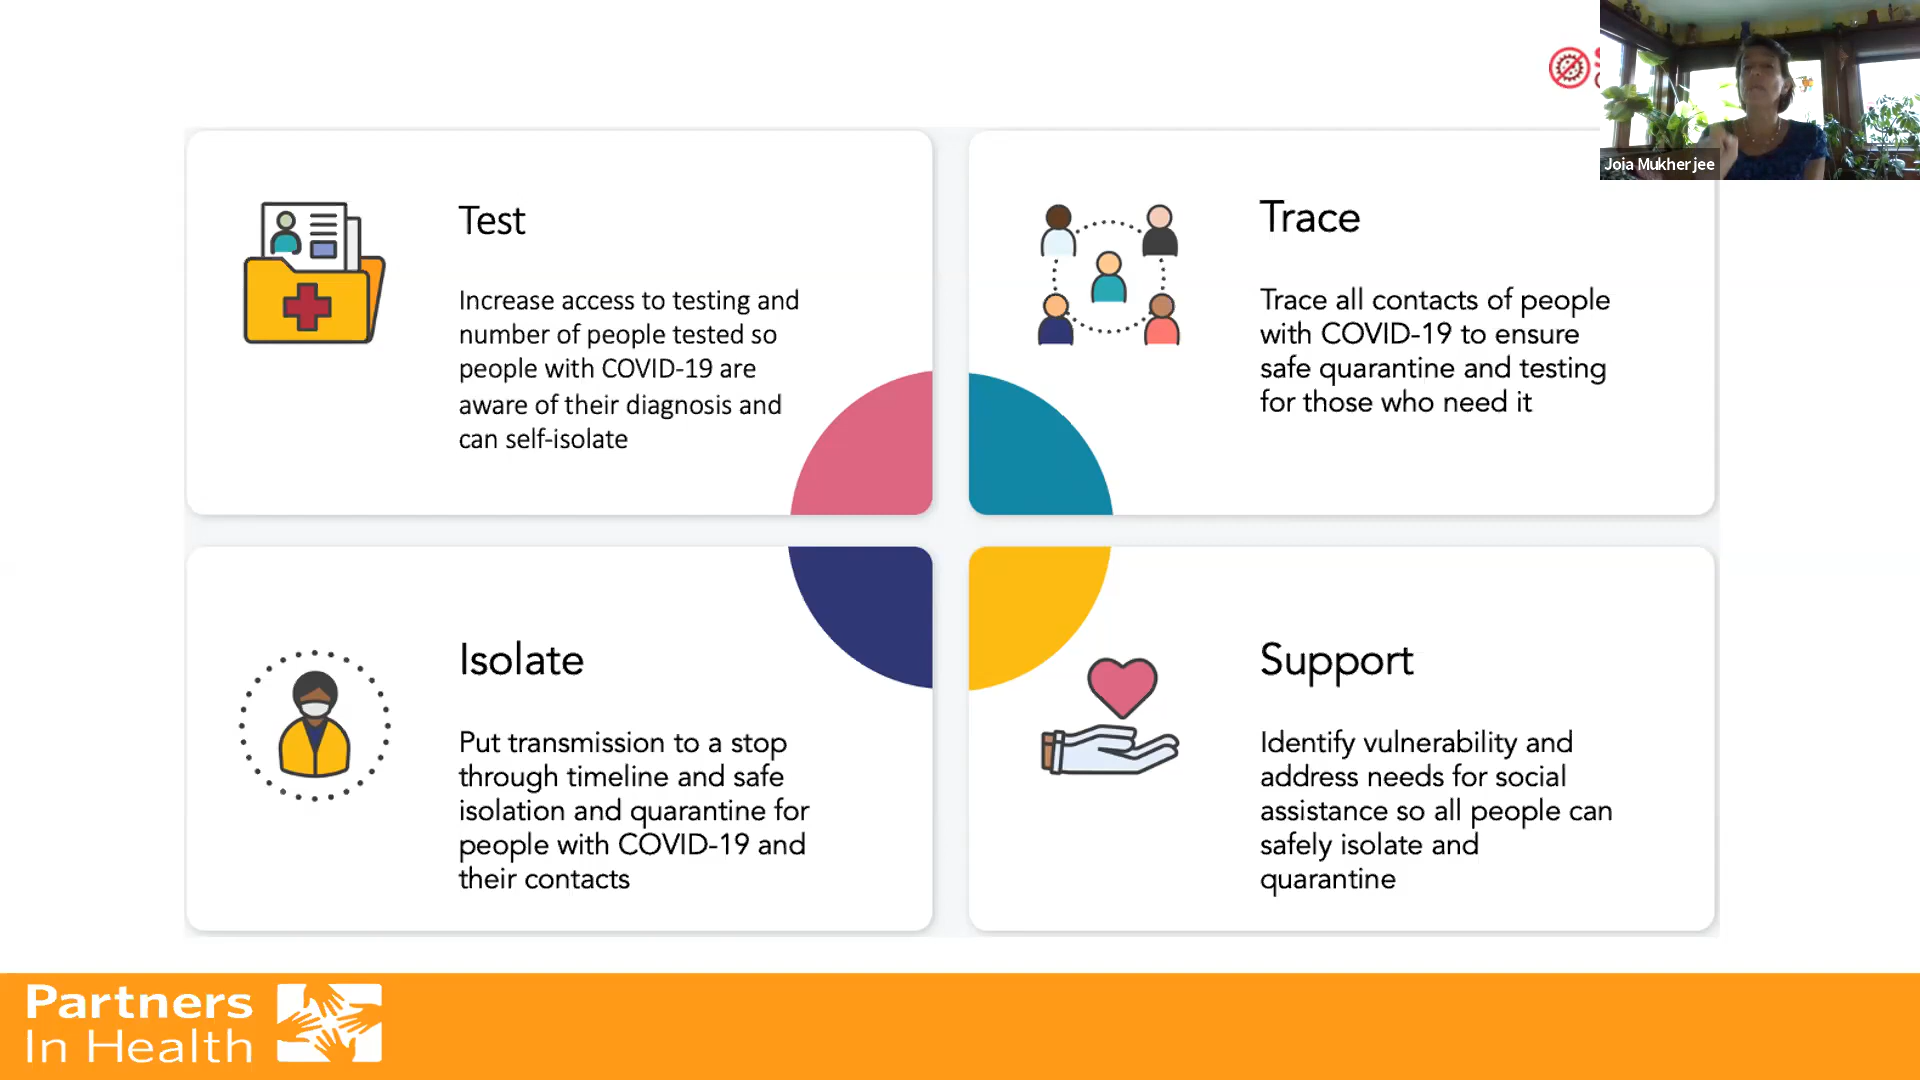 Joia Mukherjee
Test
Increase access to testing and
number of people tested so
people with COVID-19 are
aware of their diagnosis and
can self-isolate
Trace
Trace all contacts of people
with COVID-19 to ensure
safe quarantine and testing
for those who need it
Isolate
Put transmission to a stop
through timeline and safe
isolation and quarantine for
people with COVID-19 and
their contacts
Support
Identify vulnerability and
address needs for social
assistance so all people can
safely isolate and
quarantine
Partners
In Health